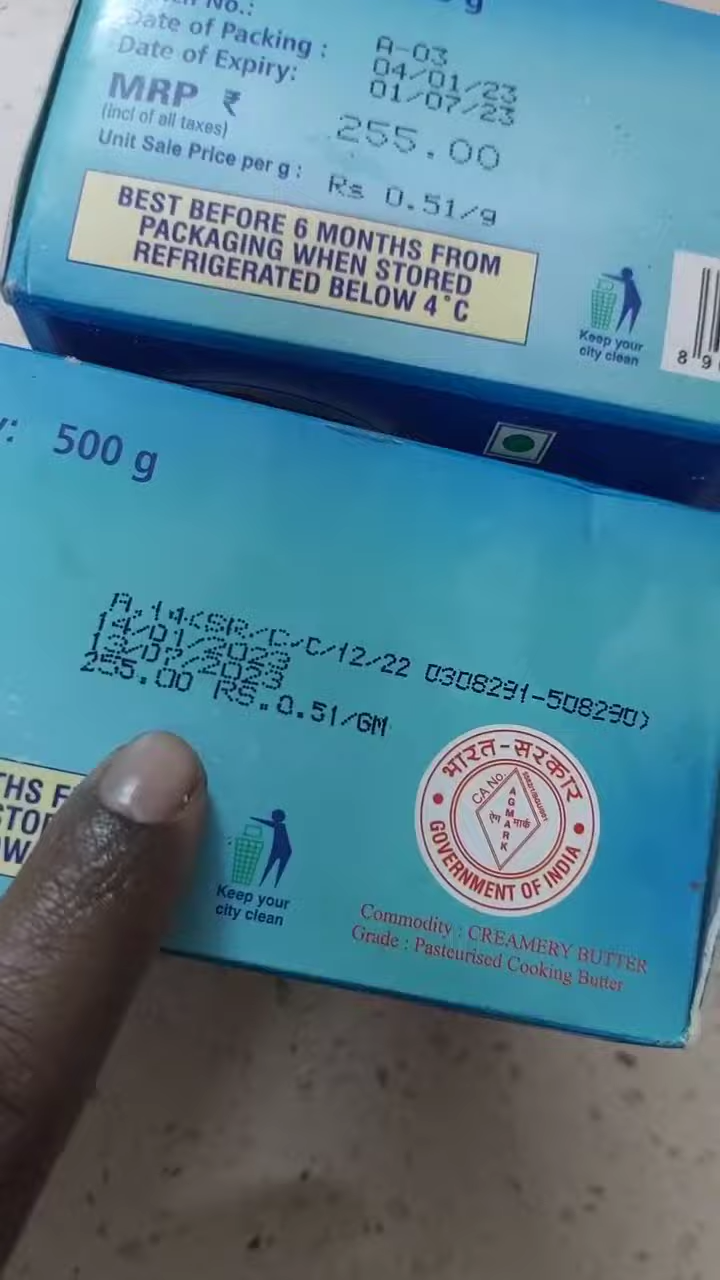 No.:
g
Date of Packing :
Date of Expiry:
A-03
04/01/23
01/07/23
MRP ₹
(incl of all taxes)
255.00
Unit Sale Price per g :
Rs 0.51/g
BEST BEFORE 6 MONTHS FROM
PACKAGING WHEN STORED
REFRIGERATED BELOW 4°C
Keep your
city clean
8 9
500 g
A.14<SR/C/C/12/22 0308291-508290)
14/01/2023
13/07/2023
255.00 RS.0.51/GM
भारत-सरकार
CA No.
AGMARK
ऐग मार्क
GOVERNMENT OF INDIA
Keep your
city clean
Commodity : CREAMERY BUTTER
Grade : Pasteurised Cooking Butter